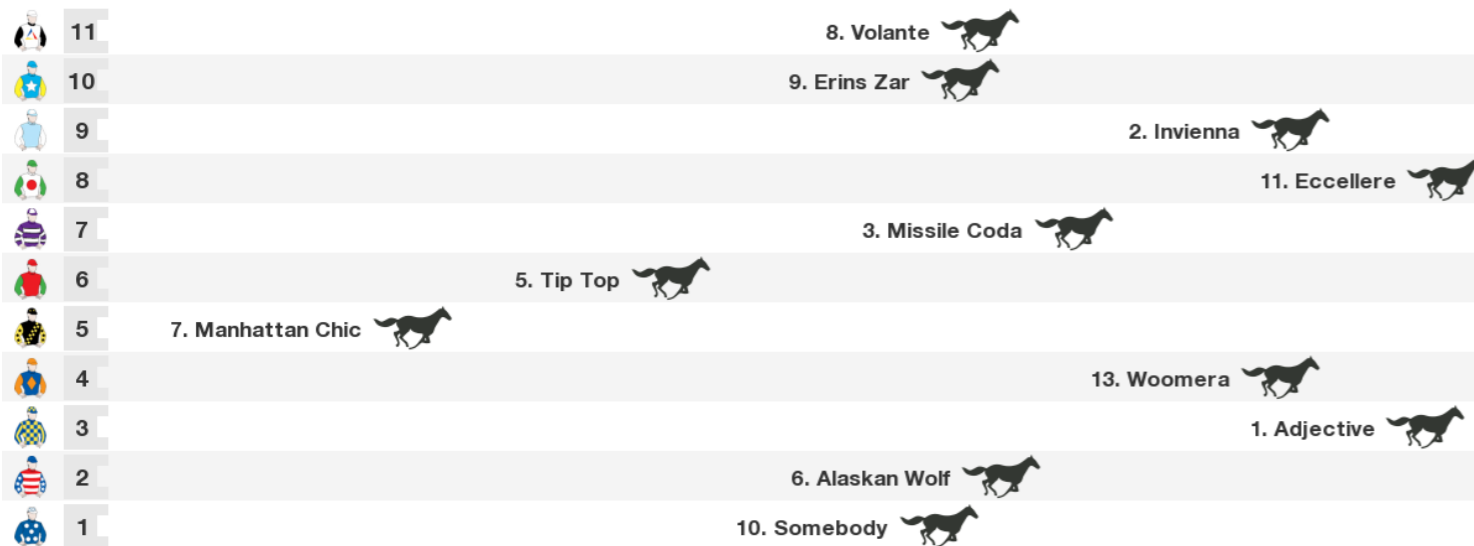 11 8. Volante
10 9. Erins Zar
9 2. Invienna
8 11. Eccellere
7 3. Missile Coda
6 5. Tip Top
5 7. Manhattan Chic
4 13. Woomera
3 1. Adjective
2 6. Alaskan Wolf
1 10. Somebody